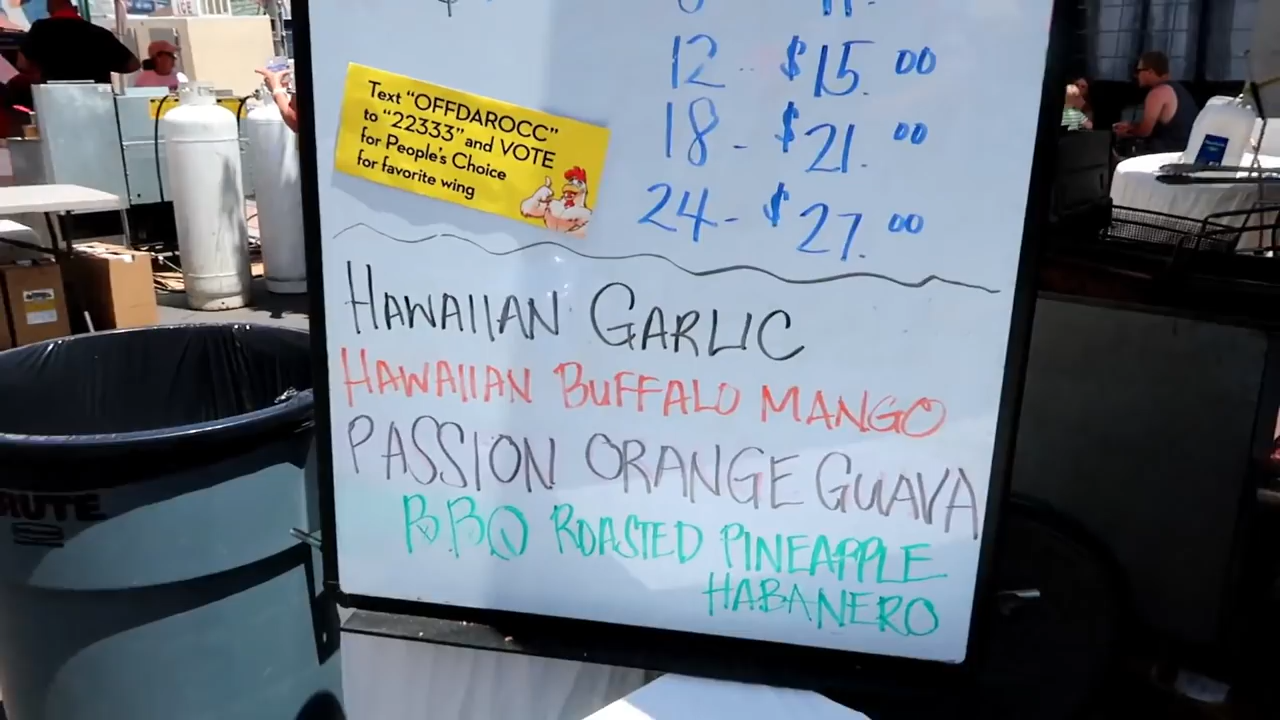 12 - $15.00
18 - $21.00
24 - $27.00
Text "OFFDAROCC"
to "22333" and VOTE
for People's Choice
for favorite wing
HAWAIIAN GARLIC
HAWAIIAN BUFFALO MANGO
PASSION ORANGE GUAVA
BBQ ROASTED PINEAPPLE
HABANERO